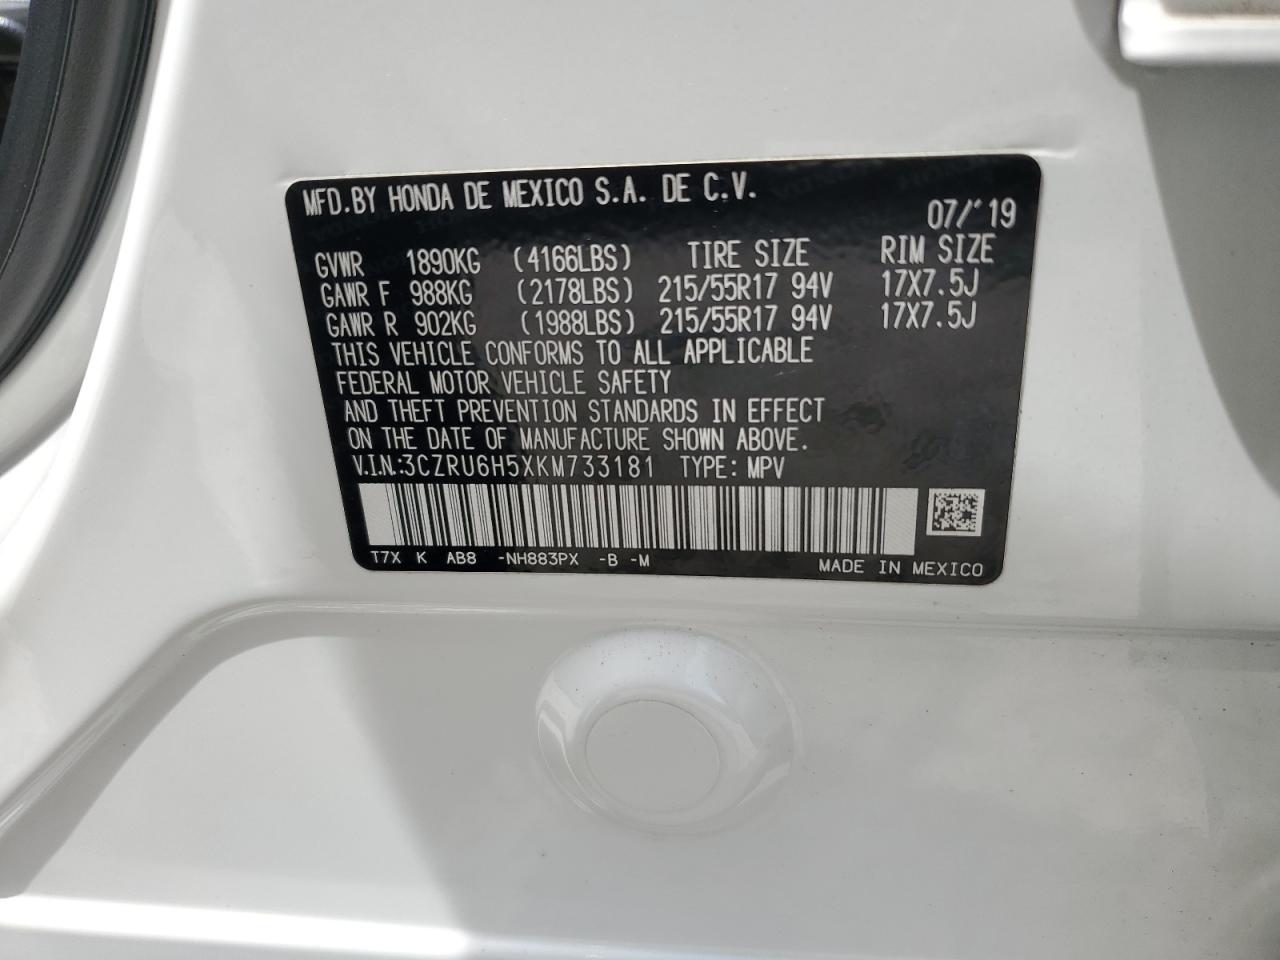 MFD.BY HONDA DE MEXICO S.A. DE C.V.
07/'19
GVWR 1890KG (4166LBS) TIRE SIZE RIM SIZE
GAWR F 988KG (2178LBS) 215/55R17 94V 17X7.5J
GAWR R 902KG (1988LBS) 215/55R17 94V 17X7.5J
THIS VEHICLE CONFORMS TO ALL APPLICABLE
FEDERAL MOTOR VEHICLE SAFETY
AND THEFT PREVENTION STANDARDS IN EFFECT
ON THE DATE OF MANUFACTURE SHOWN ABOVE.
V.I.N.:3CZRU6H5XKM733181 TYPE: MPV
T7X K AB8 -NH883PX -B -M MADE IN MEXICO